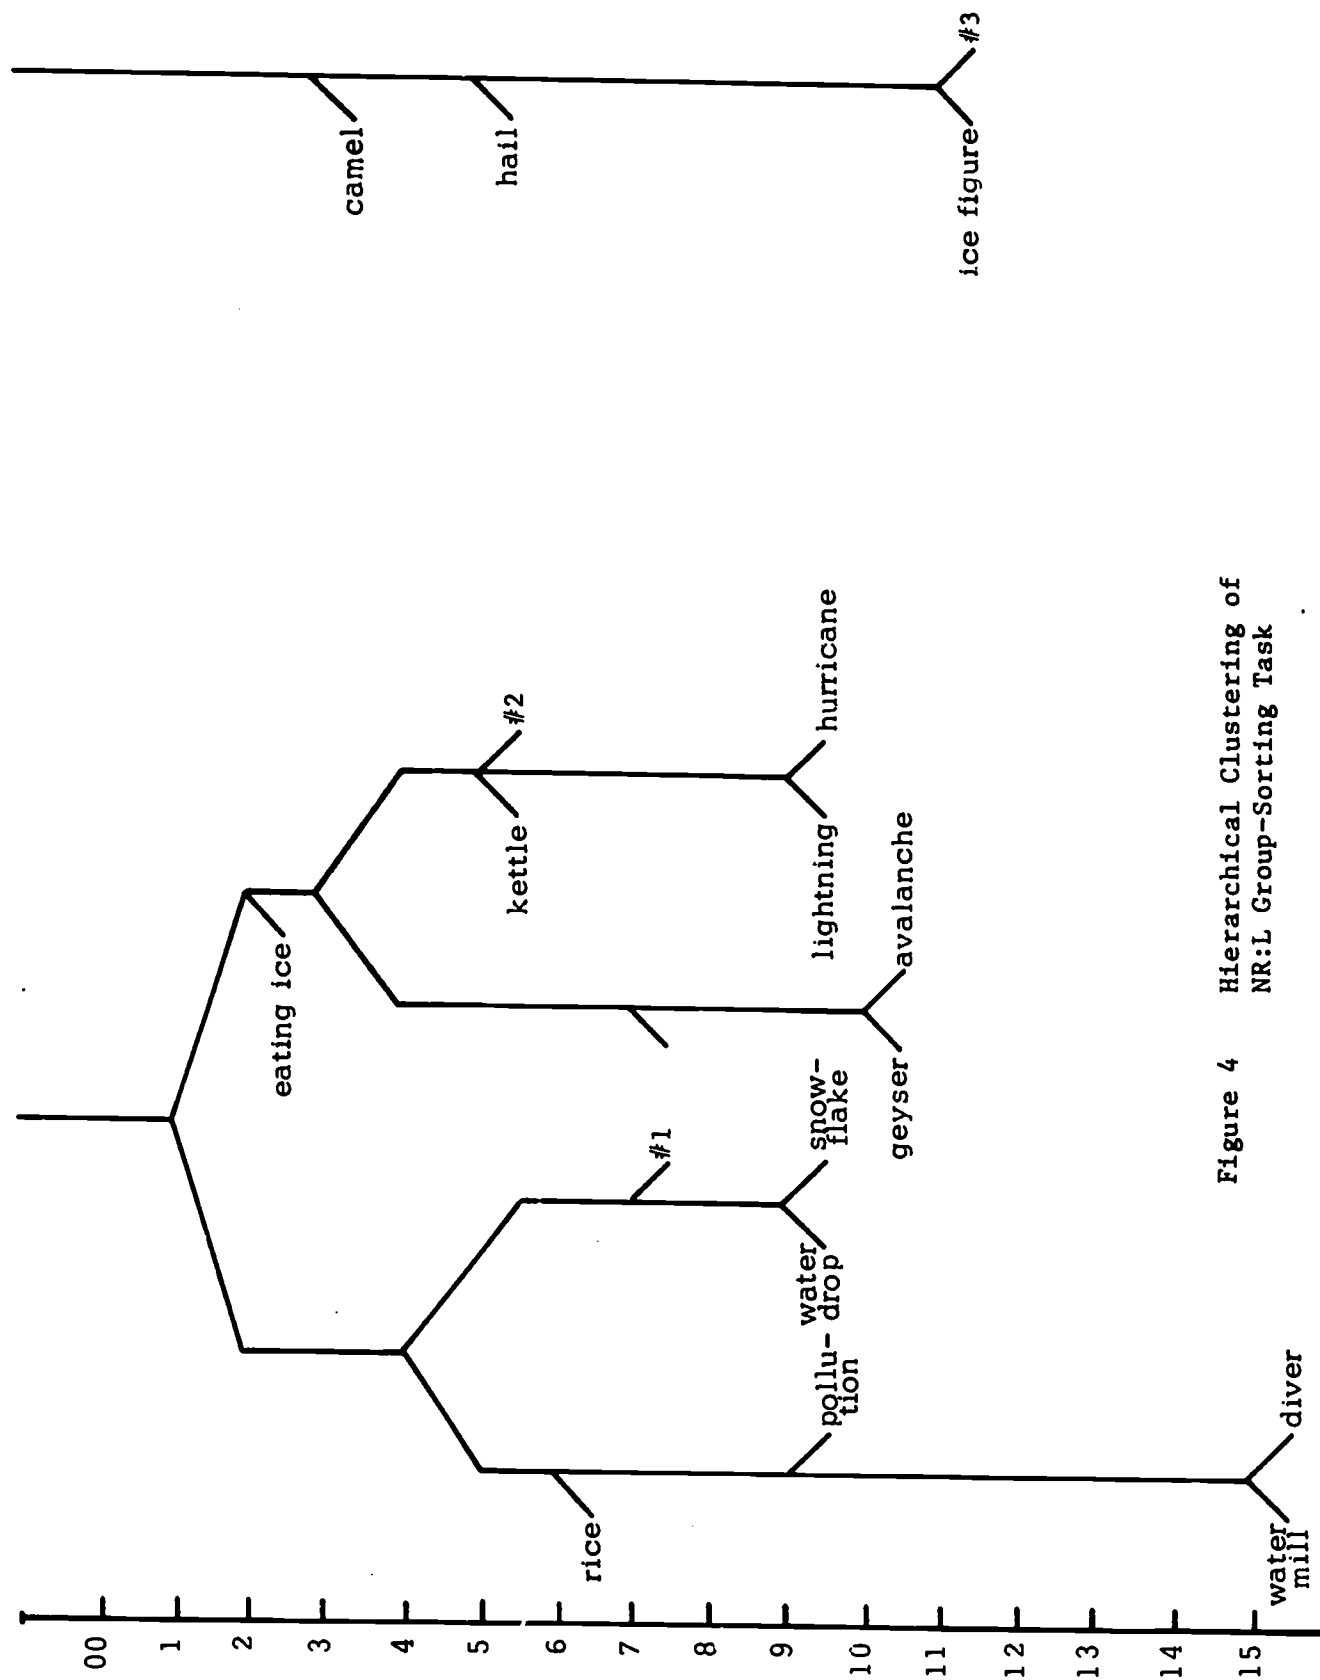 00
1
2
3
4
5
6
7
8
9
10
11
12
13
14
15
eating ice
camel
kettle
#2
hail
rice
#1
pollu-
tion
water
drop
snow-
flake
lightning
hurricane
geyser
avalanche
ice figure
#3
water
mill
diver
Figure 4 Hierarchical Clustering of
NR:L Group-Sorting Task